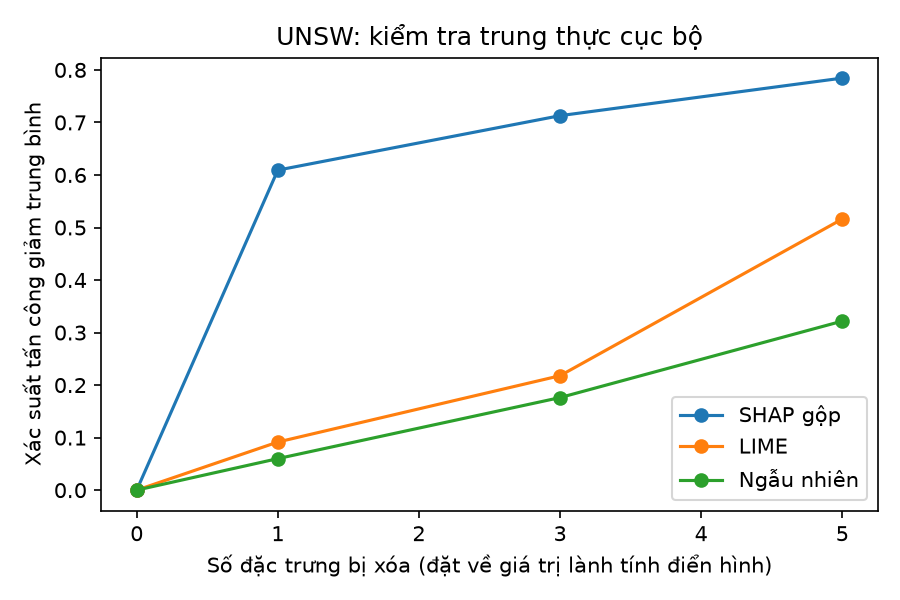 UNSW: kiểm tra trung thực cục bộ
Xác suất tấn công giảm trung bình
0.8
0.7
0.6
0.5
0.4
0.3
0.2
0.1
0.0
SHAP gộp
LIME
Ngẫu nhiên
0 1 2 3 4 5
Số đặc trưng bị xóa (đặt về giá trị lành tính điển hình)